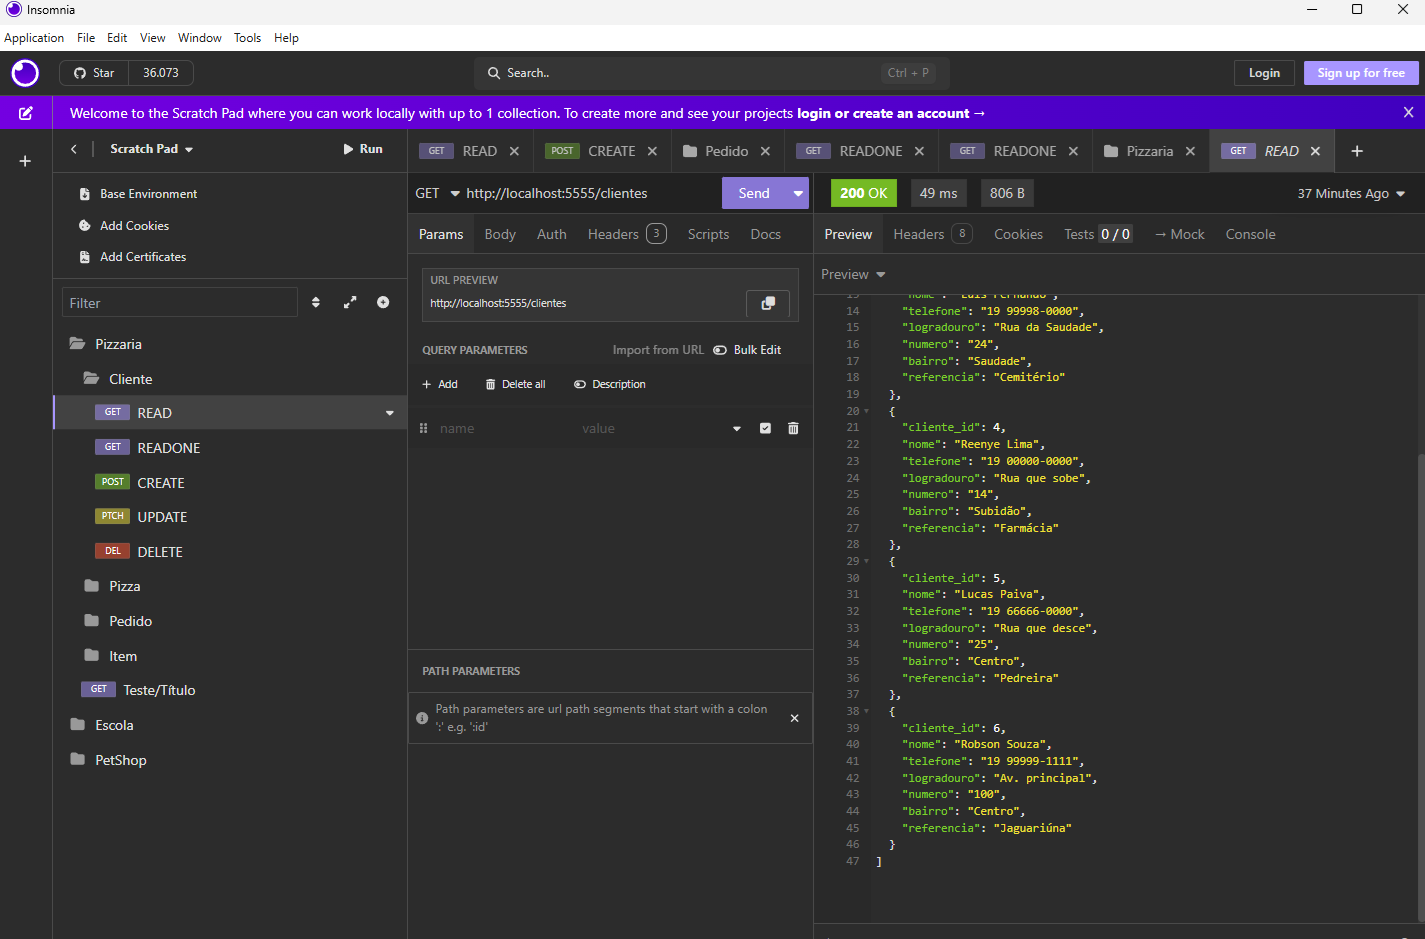 Insomnia
Application File Edit View Window Tools Help
Star 36.073
Search.. Ctrl + P
Login Sign up for free
Welcome to the Scratch Pad where you can work locally with up to 1 collection. To create more and see your projects login or create an account →
Scratch Pad Run
Base Environment
Add Cookies
Add Certificates
Filter
Pizzaria
Cliente
GET READ
GET READONE
POST CREATE
PTCH UPDATE
DEL DELETE
Pizza
Pedido
Item
GET Teste/Título
Escola
PetShop
GET READ POST CREATE Pedido GET READONE GET READONE Pizzaria GET READ
GET http://localhost:5555/clientes Send
Params Body Auth Headers 3 Scripts Docs
URL PREVIEW
http://localhost:5555/clientes
QUERY PARAMETERS Import from URL Bulk Edit
Add Delete all Description
name value
PATH PARAMETERS
Path parameters are url path segments that start with a colon
':' e.g. ':id'
200 OK 49 ms 806 B 37 Minutes Ago
Preview Headers 8 Cookies Tests 0 / 0 → Mock Console
Preview
13 "nome": "Luis Fernando",
14 "telefone": "19 99998-0000",
15 "logradouro": "Rua da Saudade",
16 "numero": "24",
17 "bairro": "Saudade",
18 "referencia": "Cemitério"
19 },
20 {
21 "cliente_id": 4,
22 "nome": "Reenye Lima",
23 "telefone": "19 00000-0000",
24 "logradouro": "Rua que sobe",
25 "numero": "14",
26 "bairro": "Subidão",
27 "referencia": "Farmácia"
28 },
29 {
30 "cliente_id": 5,
31 "nome": "Lucas Paiva",
32 "telefone": "19 66666-0000",
33 "logradouro": "Rua que desce",
34 "numero": "25",
35 "bairro": "Centro",
36 "referencia": "Pedreira"
37 },
38 {
39 "cliente_id": 6,
40 "nome": "Robson Souza",
41 "telefone": "19 99999-1111",
42 "logradouro": "Av. principal",
43 "numero": "100",
44 "bairro": "Centro",
45 "referencia": "Jaguariúna"
46 }
47 ]